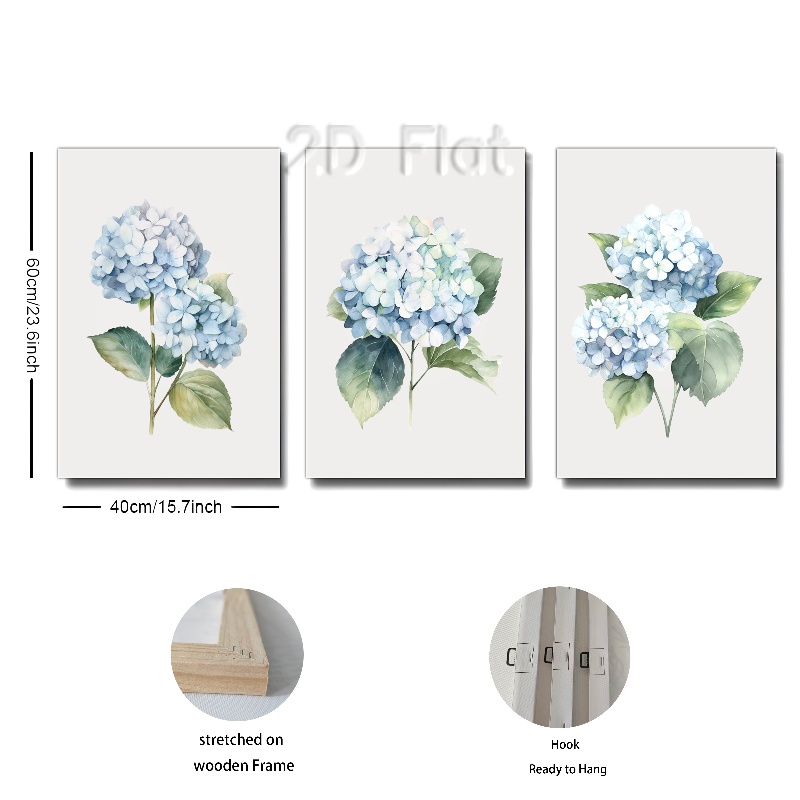 2D Flat
60cm/23.6inch
40cm/15.7inch
stretched on
wooden Frame
Hook
Ready to Hang